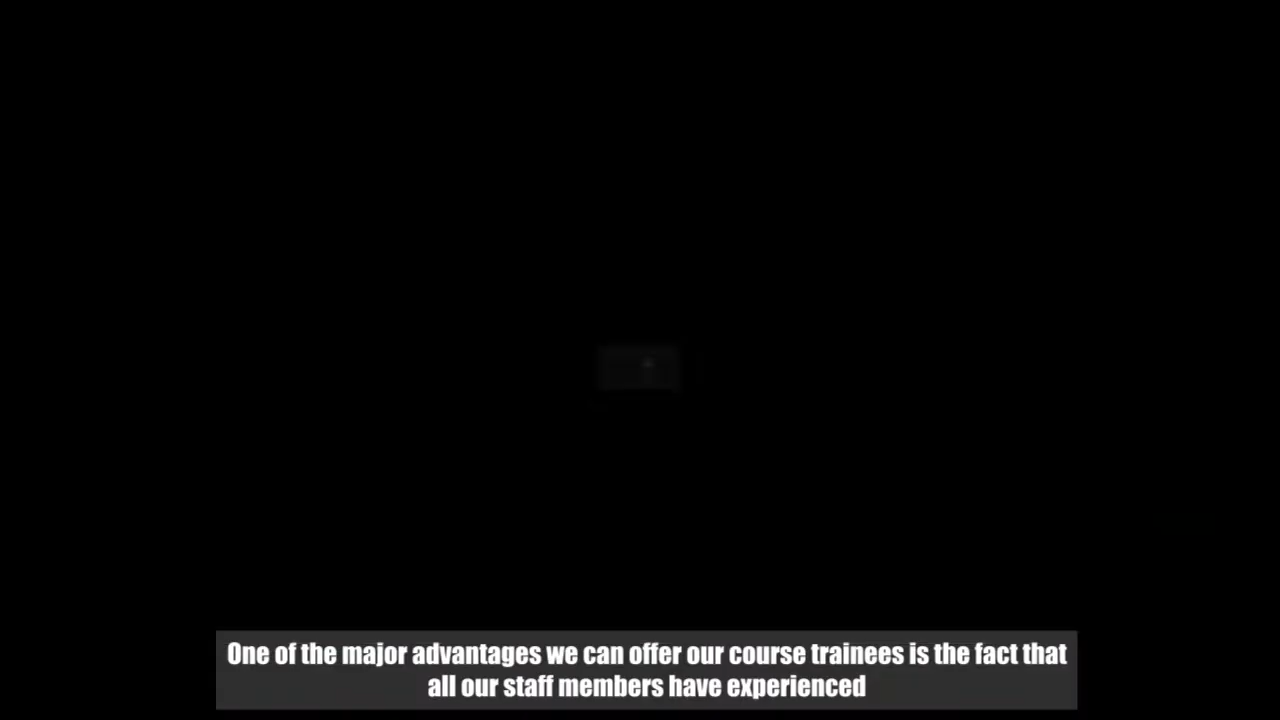 One of the major advantages we can offer our course trainees is the fact that
all our staff members have experienced